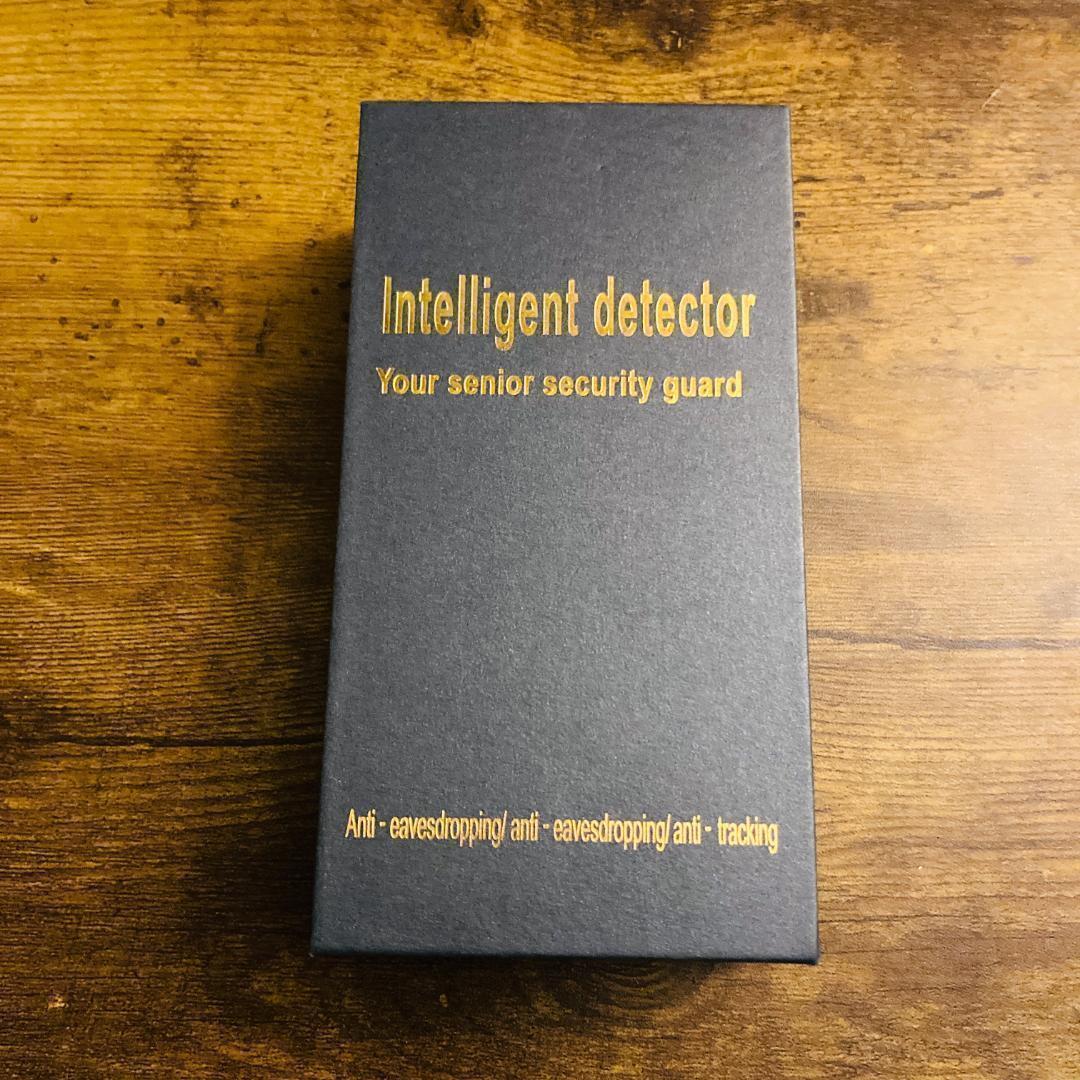 Intelligent detector
Your senior security guard
Anti - eavesdropping/ anti - eavesdropping/ anti - tracking